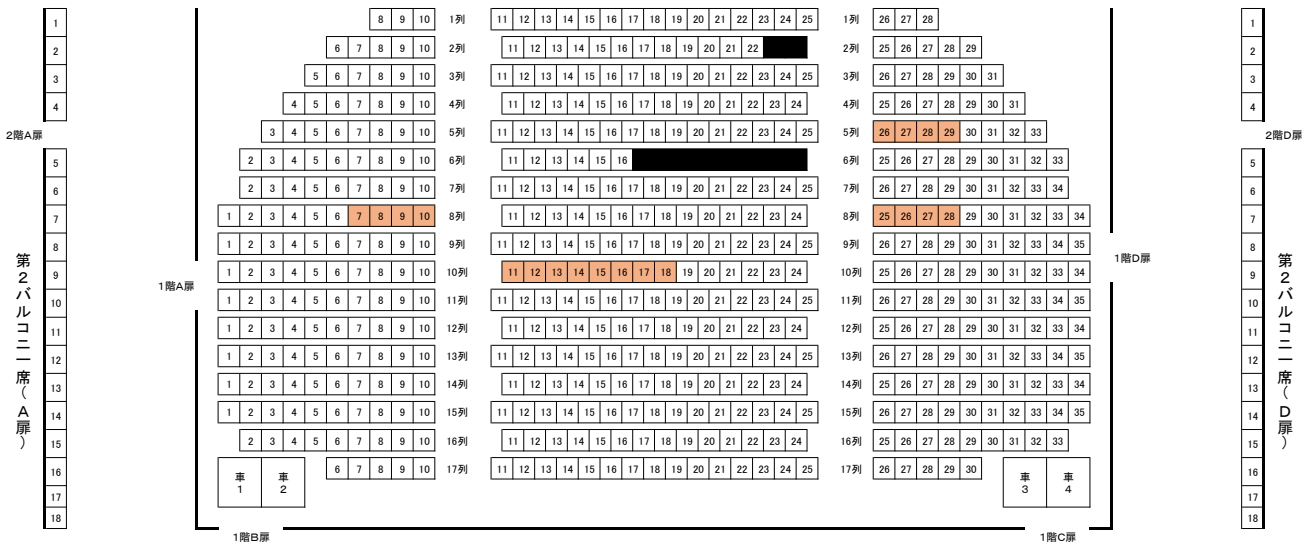 1 8 9 10 1列 11 12 13 14 15 16 17 18 19 20 21 22 23 24 25 1列 26 27 28 1
2 6 7 8 9 10 2列 11 12 13 14 15 16 17 18 19 20 21 22 2列 25 26 27 28 29 2
3 5 6 7 8 9 10 3列 11 12 13 14 15 16 17 18 19 20 21 22 23 24 25 3列 26 27 28 29 30 31 3
4 4 5 6 7 8 9 10 4列 11 12 13 14 15 16 17 18 19 20 21 22 23 24 4列 25 26 27 28 29 30 31 4
2階A扉 3 4 5 6 7 8 9 10 5列 11 12 13 14 15 16 17 18 19 20 21 22 23 24 25 5列 26 27 28 29 30 31 32 33 2階D扉
5 2 3 4 5 6 7 8 9 10 6列 11 12 13 14 15 16 6列 25 26 27 28 29 30 31 32 33 5
6 2 3 4 5 6 7 8 9 10 7列 11 12 13 14 15 16 17 18 19 20 21 22 23 24 25 7列 26 27 28 29 30 31 32 33 34 6
7 1 2 3 4 5 6 7 8 9 10 8列 11 12 13 14 15 16 17 18 19 20 21 22 23 24 8列 25 26 27 28 29 30 31 32 33 34 7
8 1 2 3 4 5 6 7 8 9 10 9列 11 12 13 14 15 16 17 18 19 20 21 22 23 24 25 9列 26 27 28 29 30 31 32 33 34 35 8
9 1 2 3 4 5 6 7 8 9 10 10列 11 12 13 14 15 16 17 18 19 20 21 22 23 24 10列 25 26 27 28 29 30 31 32 33 34 9
10 1 2 3 4 5 6 7 8 9 10 11列 11 12 13 14 15 16 17 18 19 20 21 22 23 24 25 11列 26 27 28 29 30 31 32 33 34 35 10
11 1 2 3 4 5 6 7 8 9 10 12列 11 12 13 14 15 16 17 18 19 20 21 22 23 24 12列 25 26 27 28 29 30 31 32 33 34 11
12 1 2 3 4 5 6 7 8 9 10 13列 11 12 13 14 15 16 17 18 19 20 21 22 23 24 25 13列 26 27 28 29 30 31 32 33 34 35 12
13 1 2 3 4 5 6 7 8 9 10 14列 11 12 13 14 15 16 17 18 19 20 21 22 23 24 14列 25 26 27 28 29 30 31 32 33 34 13
14 1 2 3 4 5 6 7 8 9 10 15列 11 12 13 14 15 16 17 18 19 20 21 22 23 24 25 15列 26 27 28 29 30 31 32 33 34 35 14
15 2 3 4 5 6 7 8 9 10 16列 11 12 13 14 15 16 17 18 19 20 21 22 23 24 16列 25 26 27 28 29 30 31 32 33 15
16 6 7 8 9 10 17列 11 12 13 14 15 16 17 18 19 20 21 22 23 24 25 17列 26 27 28 29 30 16
17 17
18 18
車1 車2 車3 車4
第2バルコニー席(A扉)
1階A扉
1階D扉
第2バルコニー席(D扉)
1階B扉
1階C扉